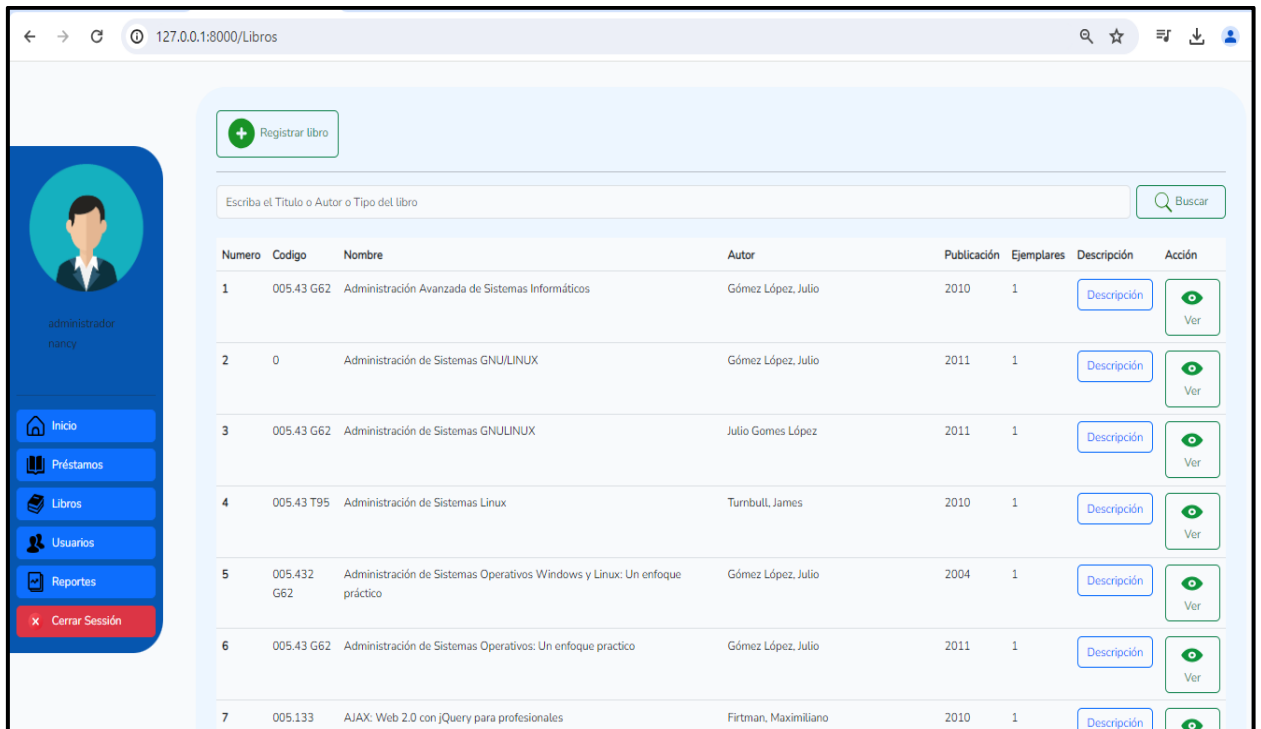 127.0.0.1:8000/Libros
Registrar libro
Escriba el Titulo o Autor o Tipo del libro
Buscar
administrador
nancy
Inicio
Préstamos
Libros
Usuarios
Reportes
x Cerrar Sessión
Numero Codigo Nombre Autor Publicación Ejemplares Descripción Acción
1 005.43 G62 Administración Avanzada de Sistemas Informáticos Gómez López, Julio 2010 1 Descripción Ver
2 0 Administración de Sistemas GNU/LINUX Gómez López, Julio 2011 1 Descripción Ver
3 005.43 G62 Administración de Sistemas GNULINUX Julio Gomes López 2011 1 Descripción Ver
4 005.43 T95 Administración de Sistemas Linux Turnbull, James 2010 1 Descripción Ver
5 005.432 Administración de Sistemas Operativos Windows y Linux: Un enfoque Gómez López, Julio 2004 1 Descripción
G62 práctico Ver
6 005.43 G62 Administración de Sistemas Operativos: Un enfoque practico Gómez López, Julio 2011 1 Descripción Ver
7 005.133 AJAX: Web 2.0 con jQuery para profesionales Firtman, Maximiliano 2010 1 Descripción